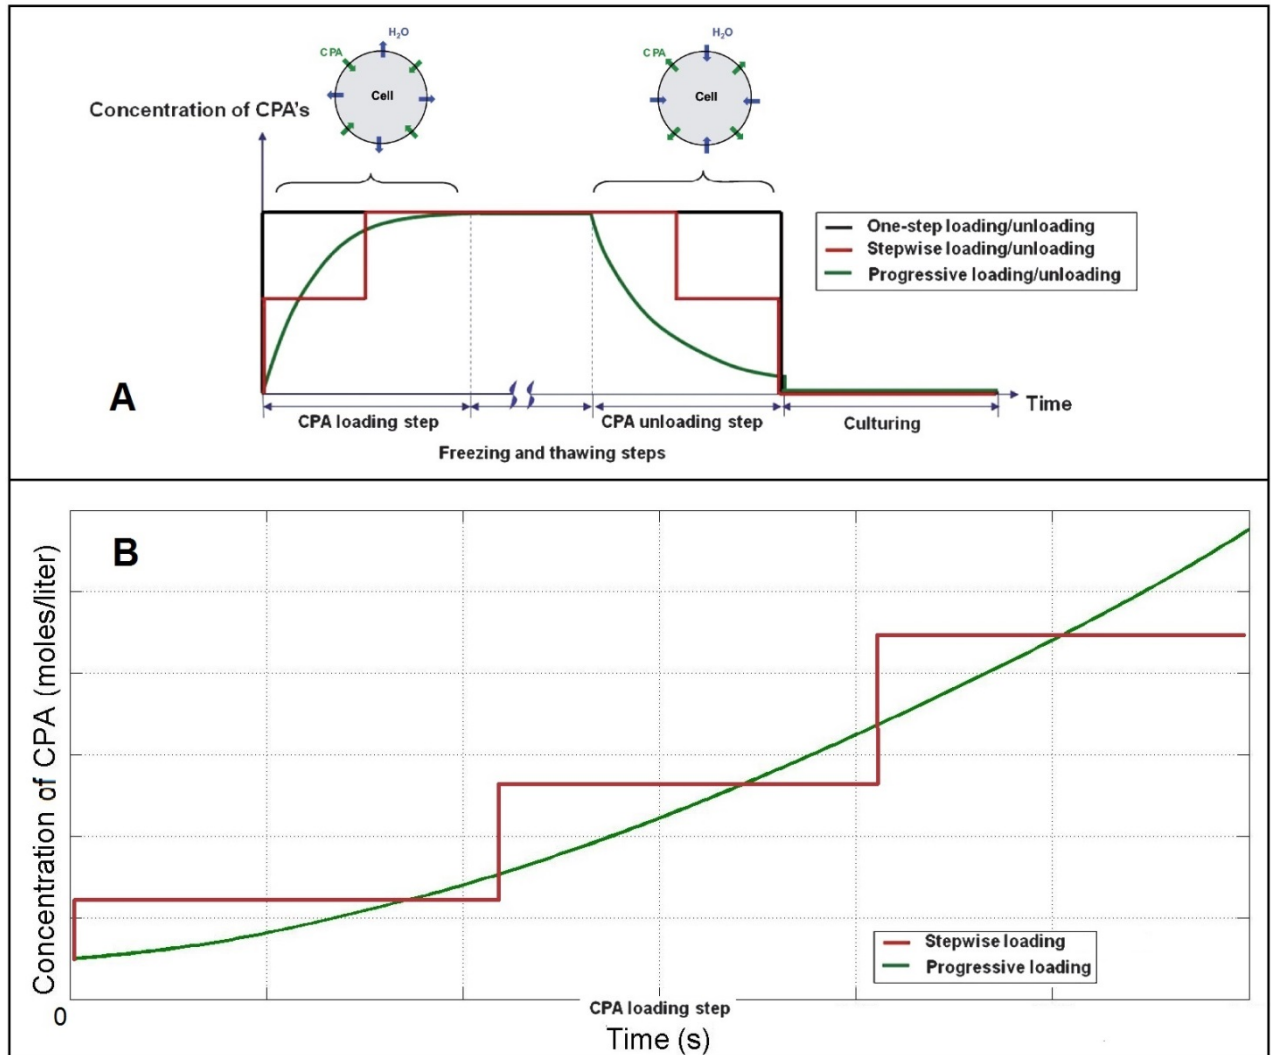 H₂O
CPA
Cell
H₂O
CPA
Cell
Concentration of CPA's
One-step loading/unloading
Stepwise loading/unloading
Progressive loading/unloading
A
Time
CPA loading step
CPA unloading step
Culturing
Freezing and thawing steps
B
Concentration of CPA (moles/liter)
Stepwise loading
Progressive loading
0
CPA loading step
Time (s)